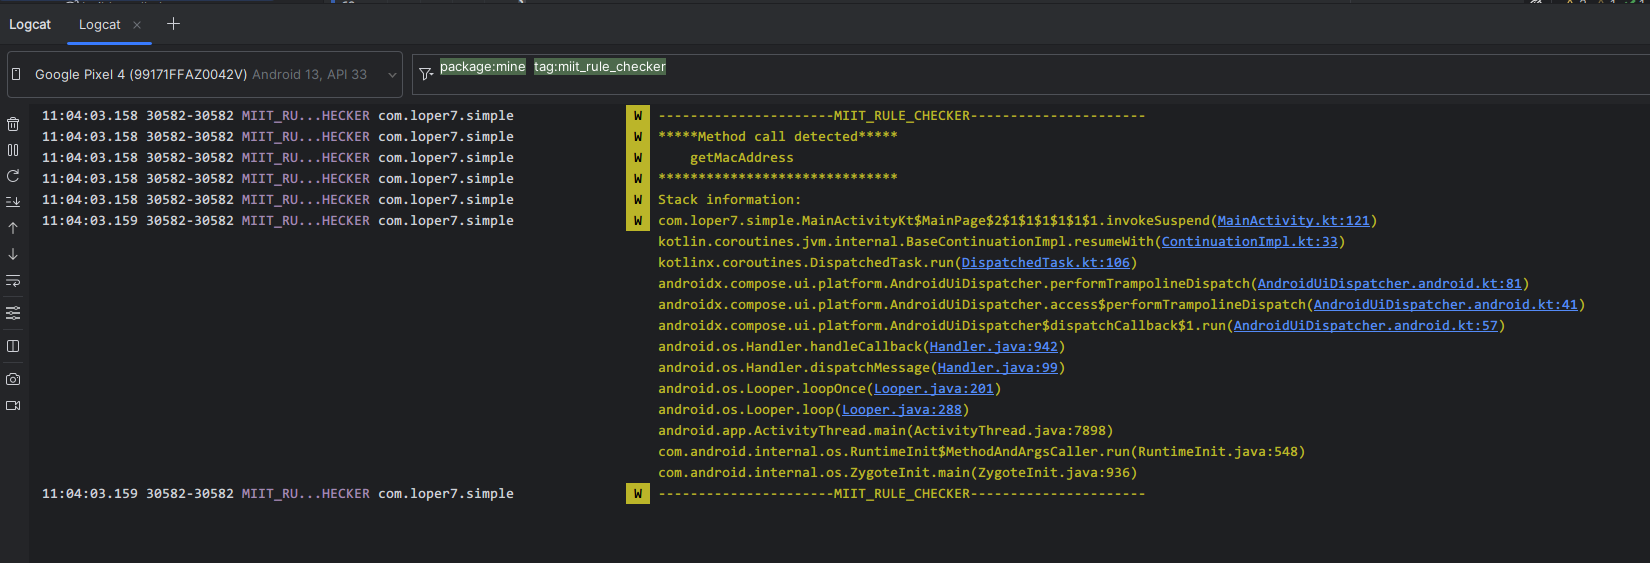 Logcat Logcat
Google Pixel 4 (99171FFAZ0042V) Android 13, API 33 package:mine tag:miit_rule_checker
11:04:03.158 30582-30582 MIIT_RU...HECKER com.loper7.simple W ----------------------MIIT_RULE_CHECKER----------------------
11:04:03.158 30582-30582 MIIT_RU...HECKER com.loper7.simple W *****Method call detected*****
11:04:03.158 30582-30582 MIIT_RU...HECKER com.loper7.simple W getMacAddress
11:04:03.158 30582-30582 MIIT_RU...HECKER com.loper7.simple W ******************************
11:04:03.158 30582-30582 MIIT_RU...HECKER com.loper7.simple W Stack information:
11:04:03.159 30582-30582 MIIT_RU...HECKER com.loper7.simple W com.loper7.simple.MainActivityKt$MainPage$2$1$1$1$1$1$1.invokeSuspend(MainActivity.kt:121)
kotlin.coroutines.jvm.internal.BaseContinuationImpl.resumeWith(ContinuationImpl.kt:33)
kotlinx.coroutines.DispatchedTask.run(DispatchedTask.kt:106)
androidx.compose.ui.platform.AndroidUiDispatcher.performTrampolineDispatch(AndroidUiDispatcher.android.kt:81)
androidx.compose.ui.platform.AndroidUiDispatcher.access$performTrampolineDispatch(AndroidUiDispatcher.android.kt:41)
androidx.compose.ui.platform.AndroidUiDispatcher$dispatchCallback$1.run(AndroidUiDispatcher.android.kt:57)
android.os.Handler.handleCallback(Handler.java:942)
android.os.Handler.dispatchMessage(Handler.java:99)
android.os.Looper.loopOnce(Looper.java:201)
android.os.Looper.loop(Looper.java:288)
android.app.ActivityThread.main(ActivityThread.java:7898)
com.android.internal.os.RuntimeInit$MethodAndArgsCaller.run(RuntimeInit.java:548)
com.android.internal.os.ZygoteInit.main(ZygoteInit.java:936)
11:04:03.159 30582-30582 MIIT_RU...HECKER com.loper7.simple W ----------------------MIIT_RULE_CHECKER----------------------